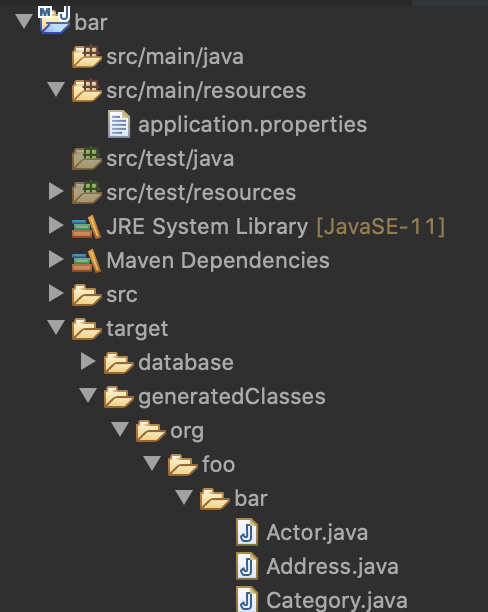 bar
src/main/java
src/main/resources
application.properties
src/test/java
src/test/resources
JRE System Library [JavaSE-11]
Maven Dependencies
src
target
database
generatedClasses
org
foo
bar
Actor.java
Address.java
Category.java